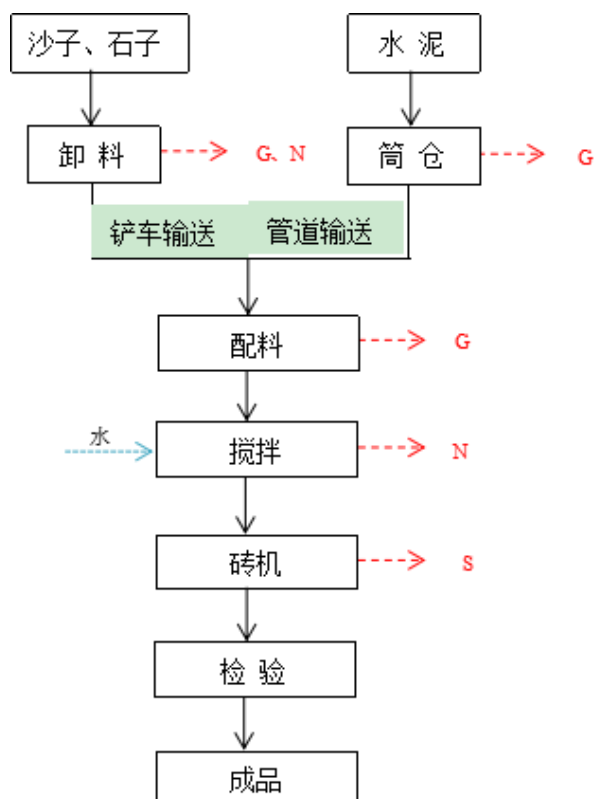 沙子、石子
水 泥
卸 料
G、N
筒 仓
G
铲车输送
管道输送
配料
G
水
搅拌
N
砖机
S
检 验
成品